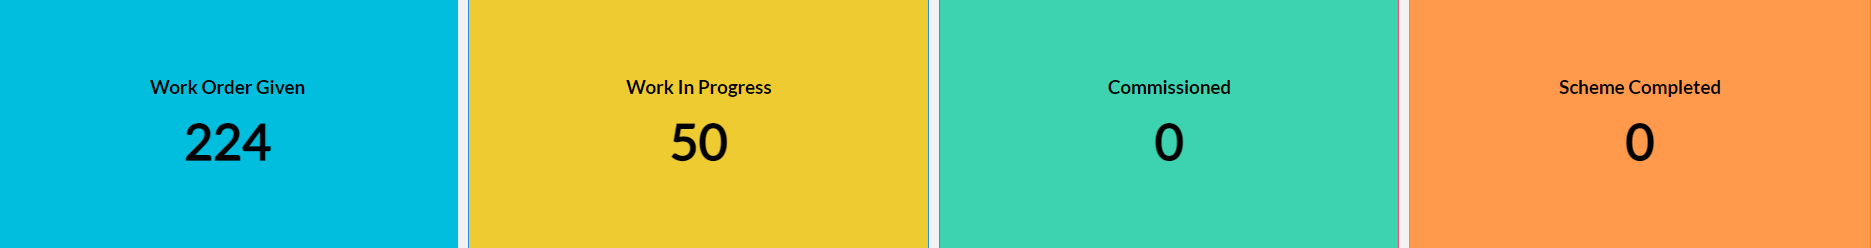 Work Order Given
224
Work In Progress
50
Commissioned
0
Scheme Completed
0